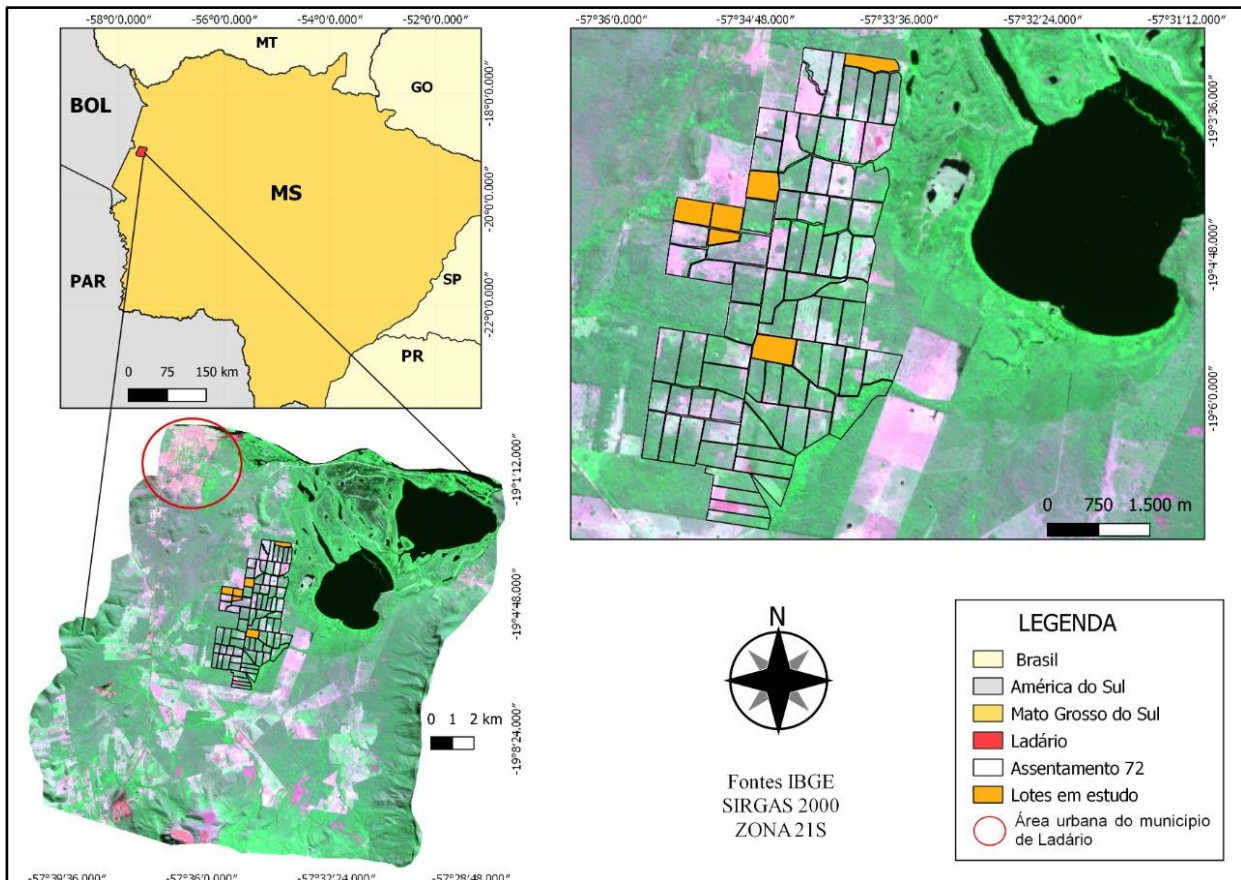 -58°0'0.000" -56°0'0.000" -54°0'0.000" -52°0'0.000"
MT
GO
BOL
MS
PAR
SP
PR
0 75 150 km
-18°0'0.000"
-20°0'0.000"
-22°0'0.000"
-57°36'0.000" -57°34'48.000" -57°33'36.000" -57°32'24.000" -57°31'12.000"
-19°3'36.000"
-19°4'48.000"
-19°6'0.000"
0 750 1.500 m
-19°1'12.000"
-19°4'48.000"
-19°8'24.000"
0 1 2 km
-57°39'36.000" -57°36'0.000" -57°32'24.000" -57°28'48.000"
N
Fontes IBGE
SIRGAS 2000
ZONA 21S
LEGENDA
Brasil
América do Sul
Mato Grosso do Sul
Ladário
Assentamento 72
Lotes em estudo
Área urbana do município
de Ladário